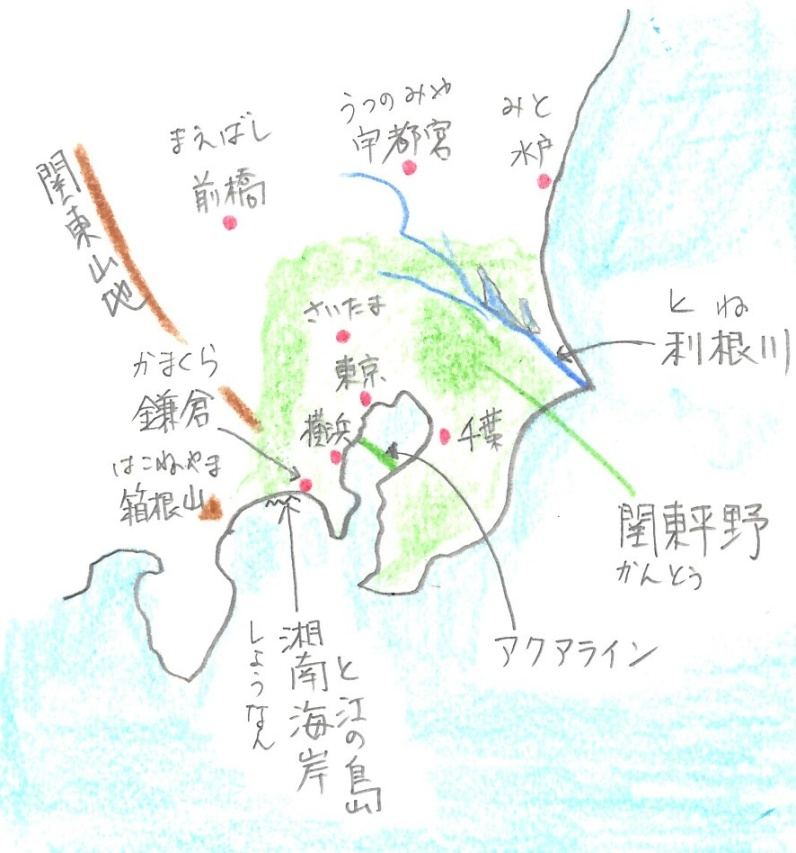 まえばし
前橋
うつのみや
宇都宮
みと
水戸
関東山地
さいたま
とね
利根川
東京
かまくら
鎌倉
横浜
千葉
はこねやま
箱根山
関東平野
かんとう
アクアライン
湘南海岸
しょうなん
と江の島